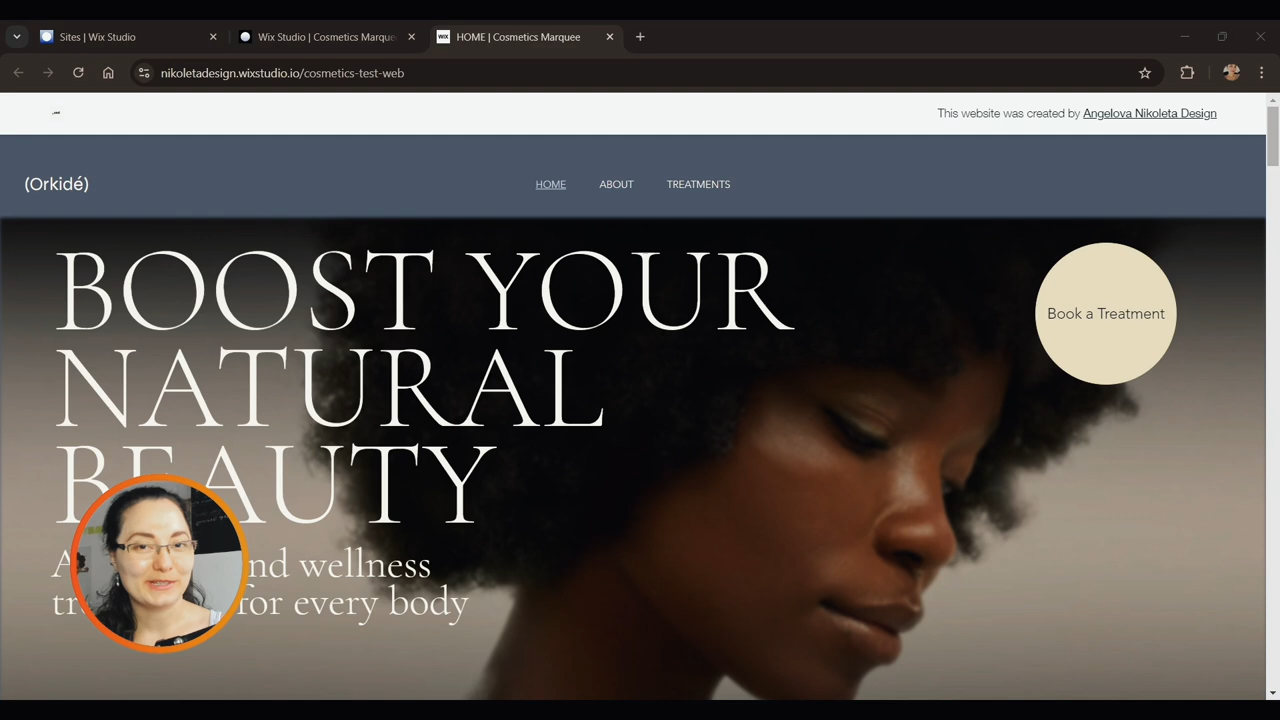 Sites | Wix Studio
Wix Studio | Cosmetics Marque
HOME | Cosmetics Marquee
nikoletadesign.wixstudio.io/cosmetics-test-web
This website was created by Angelova Nikoleta Design
(Orkidé)
HOME
ABOUT
TREATMENTS
BOOST YOUR
NATURAL
BEAUTY
Book a Treatment
nd wellness
for every body